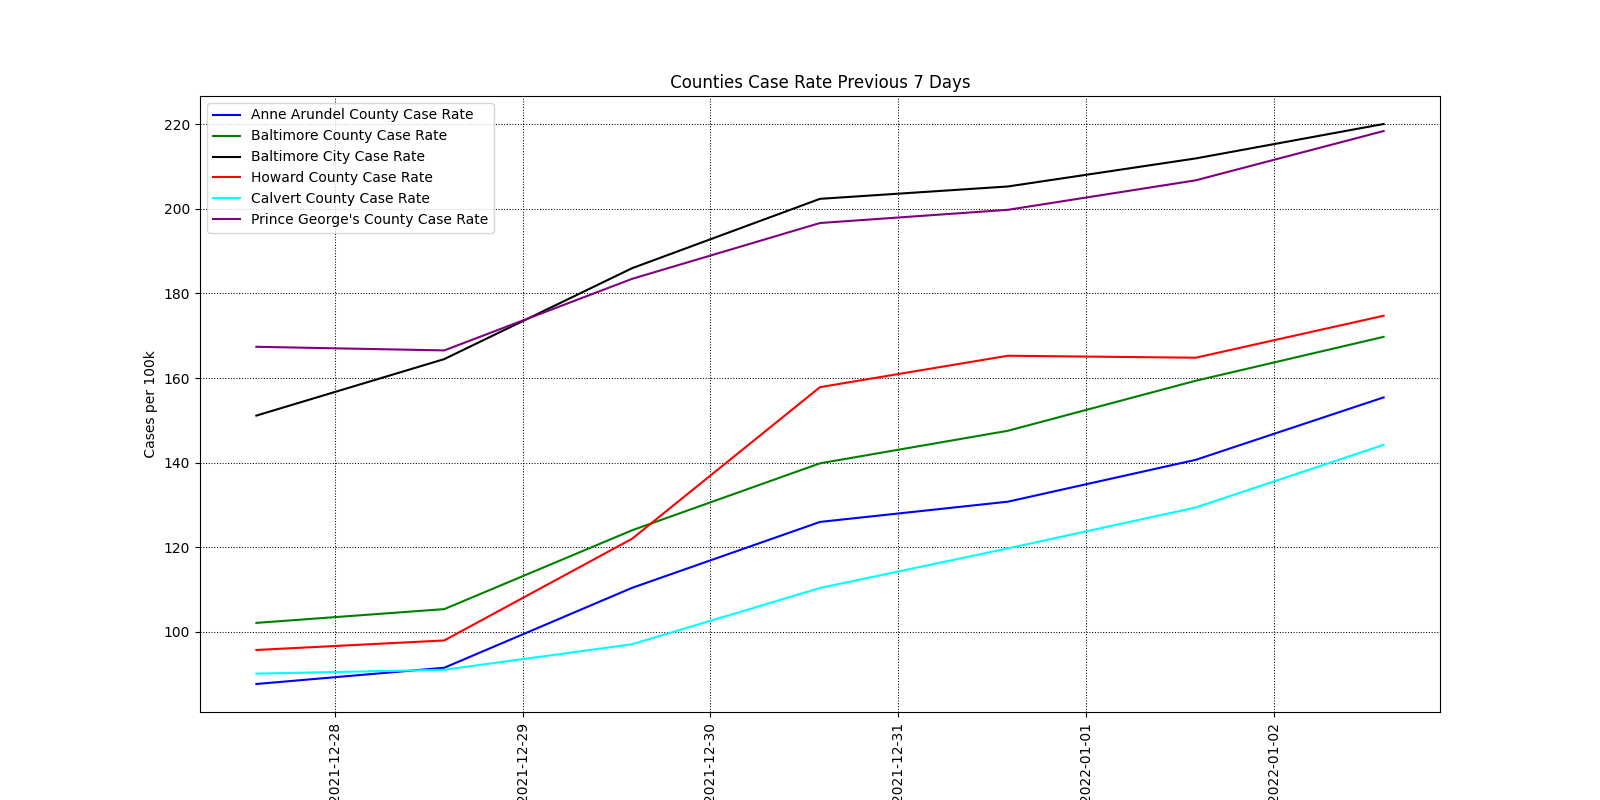 Counties Case Rate Previous 7 Days
Anne Arundel County Case Rate
Baltimore County Case Rate
Baltimore City Case Rate
Howard County Case Rate
Calvert County Case Rate
Prince George's County Case Rate
Cases per 100k
220
200
180
160
140
120
100
2021-12-28
2021-12-29
2021-12-30
2021-12-31
2022-01-01
2022-01-02